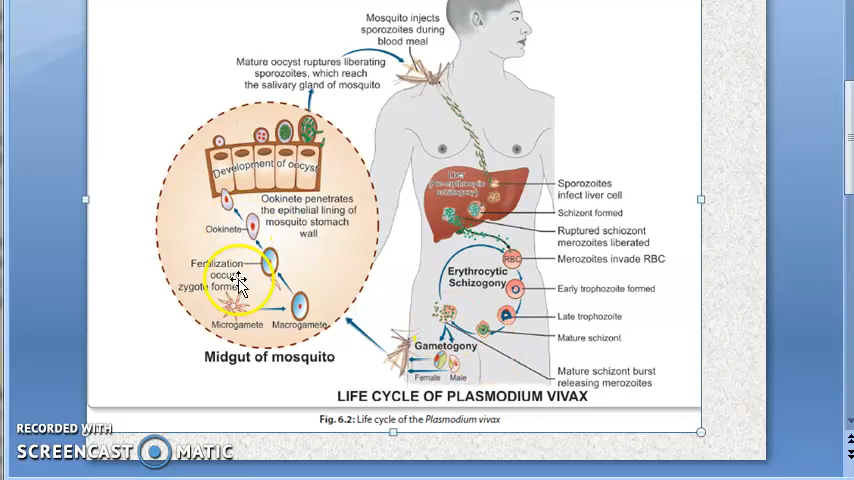 Mosquito injects
sporozoites during
blood meal
Mature oocyst ruptures liberating
sporozoites, which reach
the salivary gland of mosquito
Development of oocyst
Ookinete penetrates
the epithelial lining of
mosquito stomach
wall
Ookinete
Fertilization
occurs
zygote formed
Microgamete
Macrogamete
Midgut of mosquito
Liver
(Pre-erythrocytic
schizogony)
Sporozoites
infect liver cell
Schizont formed
Ruptured schiozont
merozoites liberated
RBC
Merozoites invade RBC
Erythrocytic
Schizogony
Early trophozoite formed
Late trophozoite
Mature schizont
Gametogony
Mature schizont burst
releasing merozoites
Female
Male
LIFE CYCLE OF PLASMODIUM VIVAX
Fig. 6.2: Life cycle of the Plasmodium vivax
RECORDED WITH
SCREENCAST MATIC